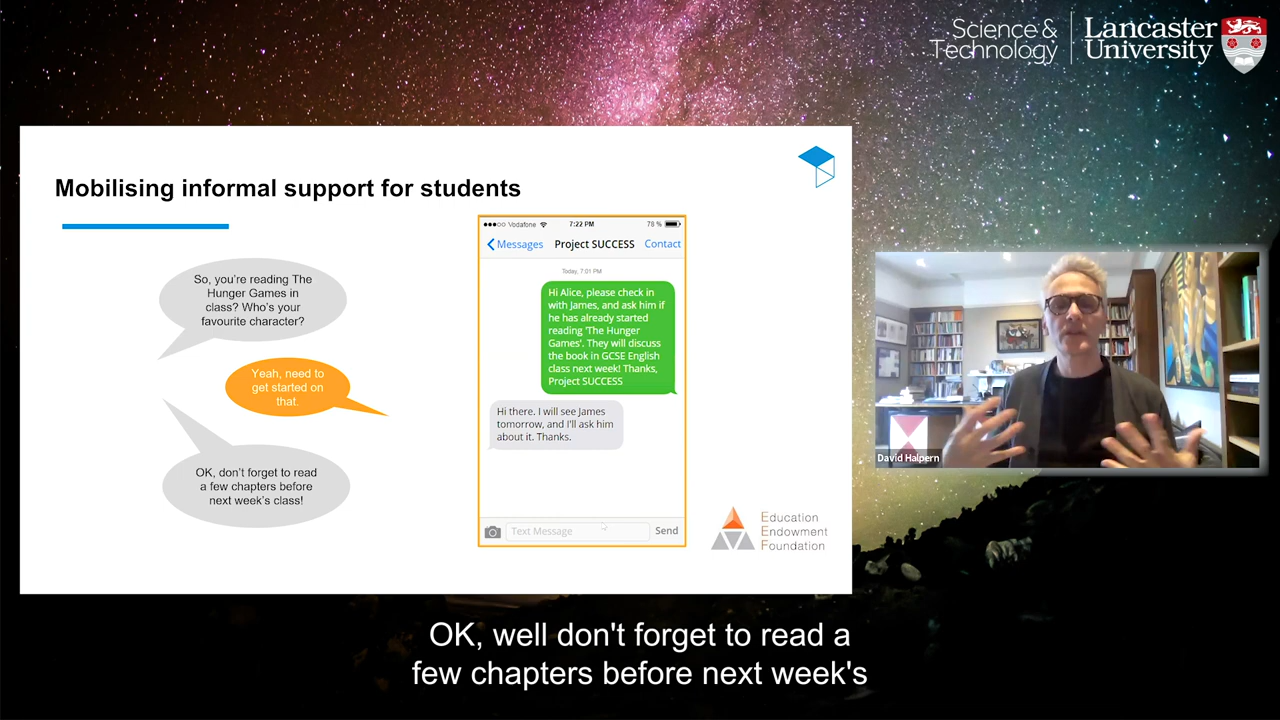 Science &
Technology
Lancaster
University
Mobilising informal support for students
So, you're reading The
Hunger Games in
class? Who's your
favourite character?
Yeah, need to
get started on
that.
OK, don't forget to read
a few chapters before
next week's class!
Vodafone
7:22 PM
78 %
Messages
Project SUCCESS
Contact
Today, 7:01 PM
Hi Alice, please check in
with James, and ask him if
he has already started
reading 'The Hunger
Games'. They will discuss
the book in GCSE English
class next week! Thanks,
Project SUCCESS
Hi there. I will see James
tomorrow, and I'll ask him
about it. Thanks.
Text Message
Send
Education
Endowment
Foundation
David Halpern
OK, well don't forget to read a
few chapters before next week's